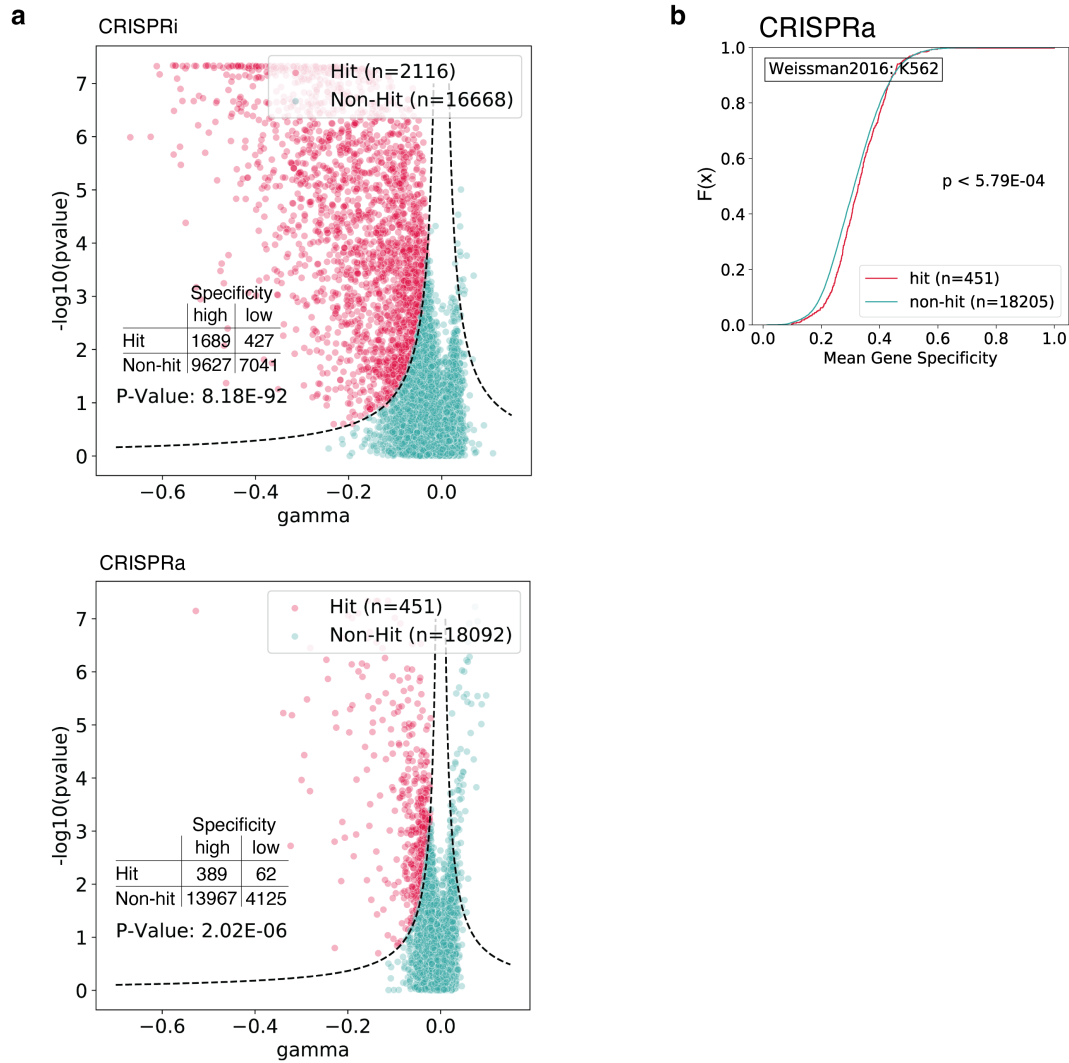 a
CRISPRi
Hit (n=2116)
Non-Hit (n=16668)
7
6
5
4
3
2
1
0
-log10(pvalue)
Specificity
high low
Hit 1689 427
Non-hit 9627 7041
P-Value: 8.18E-92
−0.6 −0.4 −0.2 0.0
gamma
CRISPRa
Hit (n=451)
Non-Hit (n=18092)
7
6
5
4
3
2
1
0
-log10(pvalue)
Specificity
high low
Hit 389 62
Non-hit 13967 4125
P-Value: 2.02E-06
−0.6 −0.4 −0.2 0.0
gamma
b
CRISPRa
Weissman2016: K562
1.0
0.8
0.6
0.4
0.2
0.0
F(x)
p < 5.79E-04
hit (n=451)
non-hit (n=18205)
0.0 0.2 0.4 0.6 0.8 1.0
Mean Gene Specificity